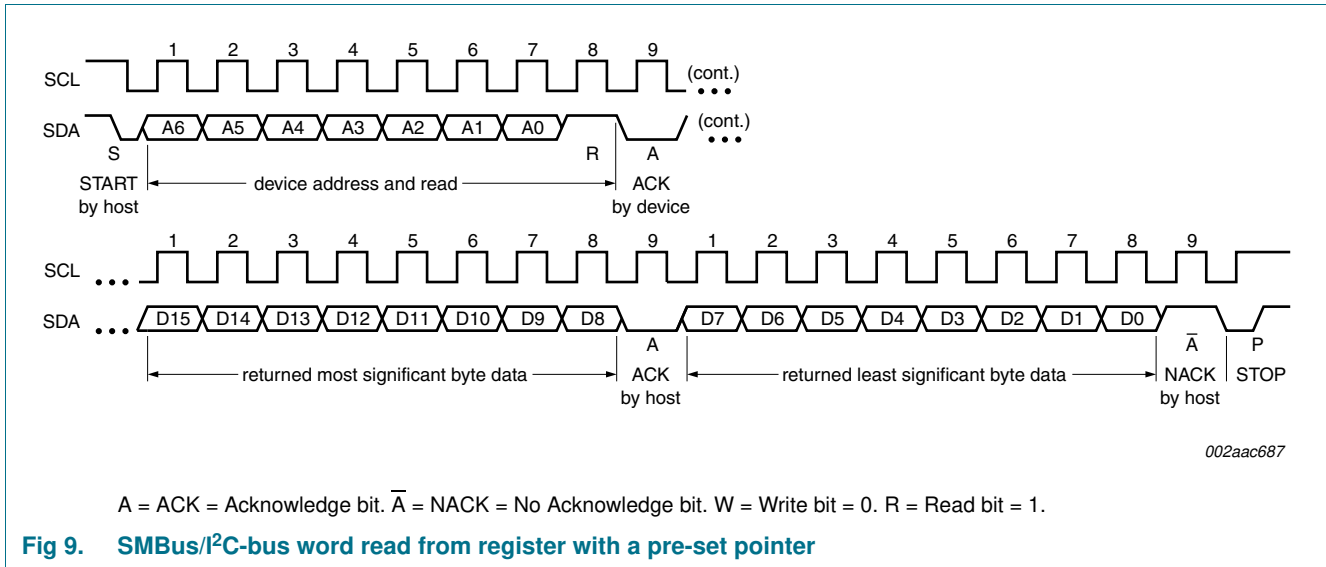 1 2 3 4 5 6 7 8 9
SCL (cont.)
SDA A6 A5 A4 A3 A2 A1 A0 (cont.)
S R A
START device address and read ACK
by host by device
1 2 3 4 5 6 7 8 9 1 2 3 4 5 6 7 8 9
SCL
SDA D15 D14 D13 D12 D11 D10 D9 D8 D7 D6 D5 D4 D3 D2 D1 D0
A A̅ P
returned most significant byte data ACK returned least significant byte data NACK STOP
by host by host
002aac687
A = ACK = Acknowledge bit. A̅ = NACK = No Acknowledge bit. W = Write bit = 0. R = Read bit = 1.
Fig 9. SMBus/I²C-bus word read from register with a pre-set pointer